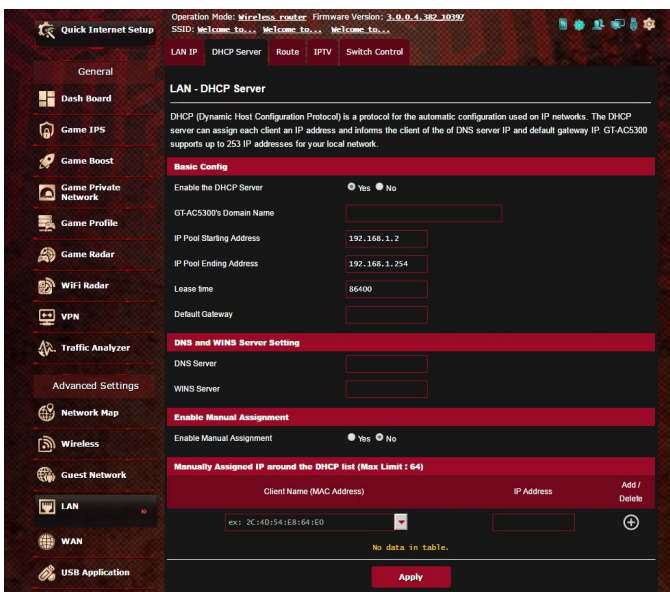 Quick Internet Setup
Operation Mode: Wireless router Firmware Version: 3.0.0.4.382_10397
SSID: Welcome to... Welcome to... Welcome to...
LAN IP DHCP Server Route IPTV Switch Control
General
Dash Board
Game IPS
Game Boost
Game Private
Network
Game Profile
Game Radar
WiFi Radar
VPN
Traffic Analyzer
Advanced Settings
Network Map
Wireless
Guest Network
LAN
WAN
USB Application
LAN - DHCP Server
DHCP (Dynamic Host Configuration Protocol) is a protocol for the automatic configuration used on IP networks. The DHCP
server can assign each client an IP address and informs the client of the of DNS server IP and default gateway IP. GT-AC5300
supports up to 253 IP addresses for your local network.
Basic Config
Enable the DHCP Server Yes No
GT-AC5300's Domain Name
IP Pool Starting Address 192.168.1.2
IP Pool Ending Address 192.168.1.254
Lease time 86400
Default Gateway
DNS and WINS Server Setting
DNS Server
WINS Server
Enable Manual Assignment
Enable Manual Assignment Yes No
Manually Assigned IP around the DHCP list (Max Limit : 64)
Client Name (MAC Address) IP Address Add /
Delete
ex: 2C:4D:54:E8:64:E0
No data in table.
Apply